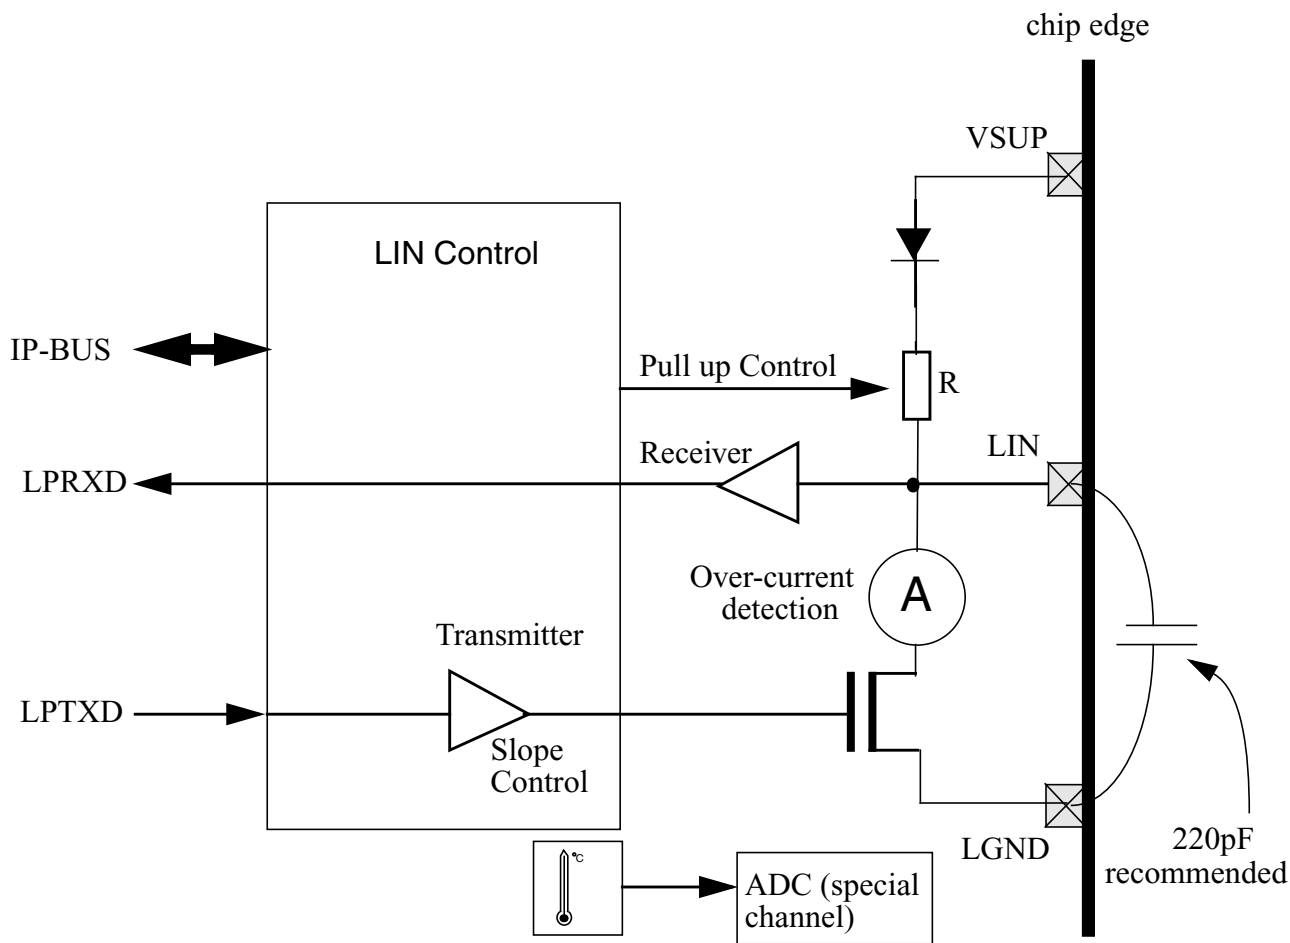 chip edge
VSUP
LIN Control
IP-BUS
Pull up Control
R
LPRXD
Receiver
LIN
Over-current
detection
A
Transmitter
LPTXD
Slope
Control
LGND
220pF
recommended
°C
ADC (special
channel)